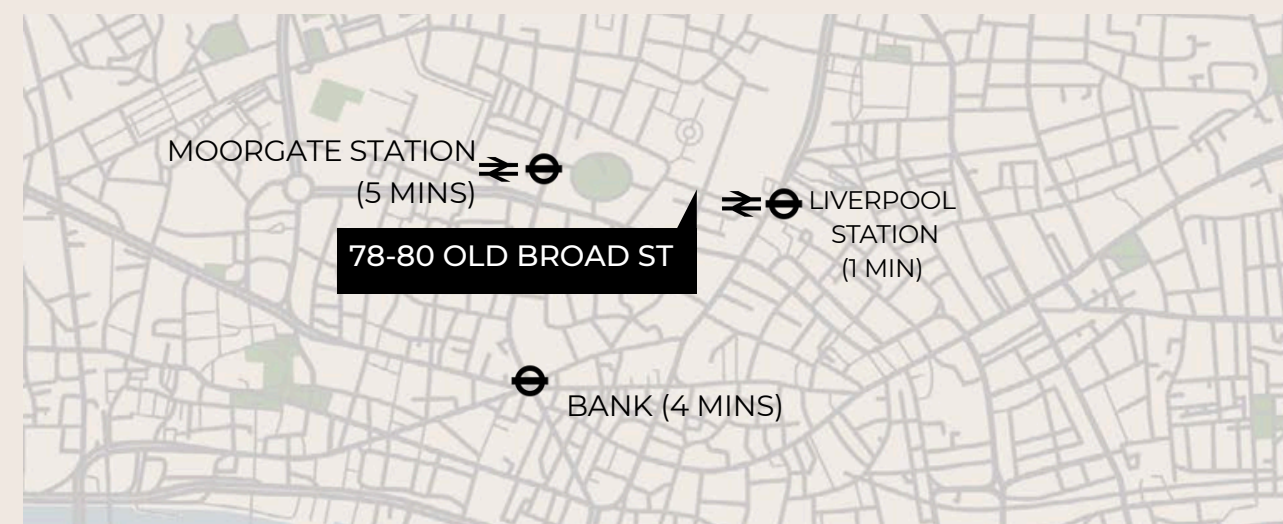 MOORGATE STATION
(5 MINS)
LIVERPOOL
STATION
(1 MIN)
78-80 OLD BROAD ST
BANK (4 MINS)